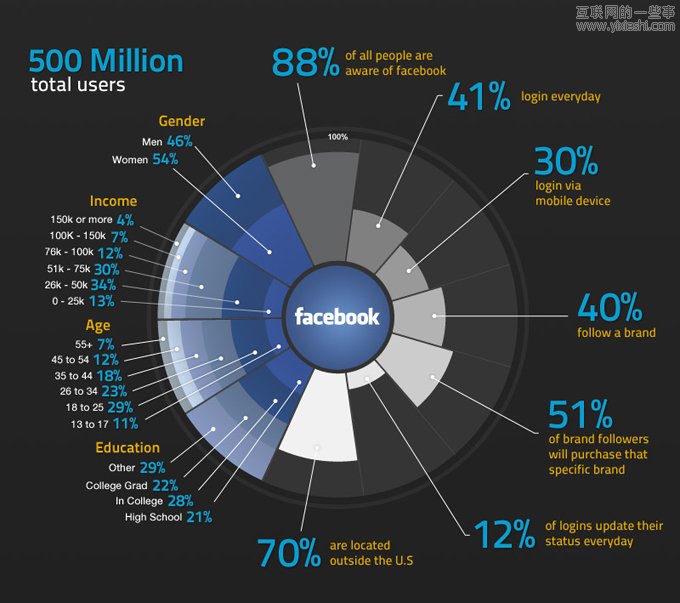 互联网的一些事
www.yixieshi.com
500 Million
total users
88%
of all people are
aware of facebook
41%
login everyday
30%
login via
mobile device
40%
follow a brand
51%
of brand followers
will purchase that
specific brand
12%
of logins update their
status everyday
70%
are located
outside the U.S
Gender
Men 46%
Women 54%
Income
150k or more 4%
100K - 150k 7%
76k - 100k 12%
51k - 75k 30%
26k - 50k 34%
0 - 25k 13%
Age
55+ 7%
45 to 54 12%
35 to 44 18%
26 to 34 23%
18 to 25 29%
13 to 17 11%
Education
Other 29%
College Grad 22%
In College 28%
High School 21%
100%
facebook